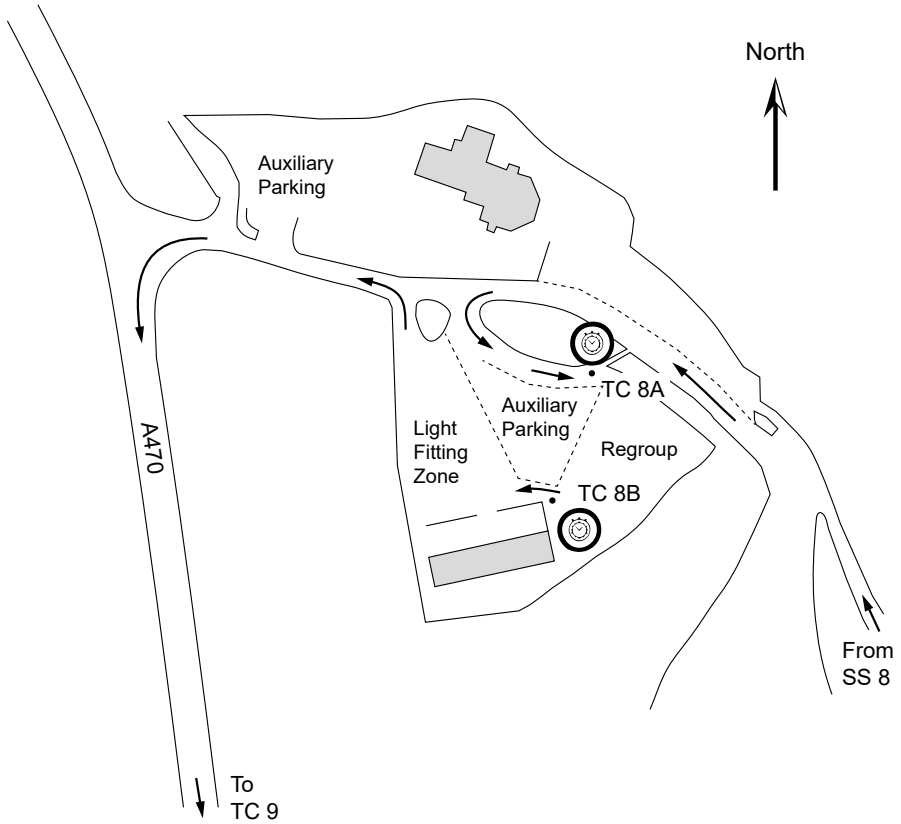 North
Auxiliary
Parking
TC 8A
Auxiliary
Parking
Light
Fitting
Zone
Regroup
A470
TC 8B
From
SS 8
To
TC 9